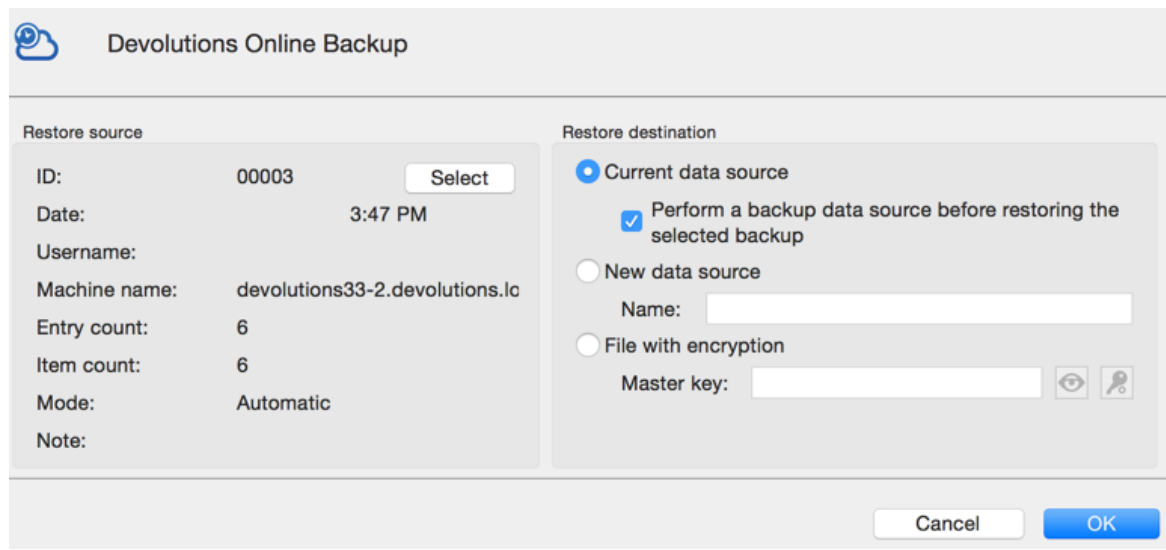 Devolutions Online Backup
Restore source
ID: 00003 Select
Date: 3:47 PM
Username:
Machine name: devolutions33-2.devolutions.lo
Entry count: 6
Item count: 6
Mode: Automatic
Note:
Restore destination
Current data source
Perform a backup data source before restoring the
selected backup
New data source
Name:
File with encryption
Master key:
Cancel OK